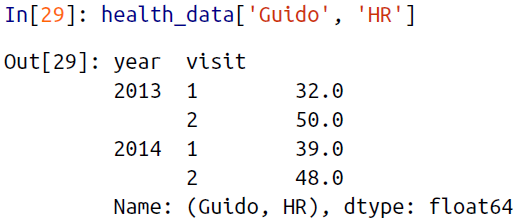 In[29]: health_data['Guido', 'HR']
Out[29]: year  visit
2013  1        32.0
2        50.0
2014  1        39.0
2        48.0
Name: (Guido, HR), dtype: float64